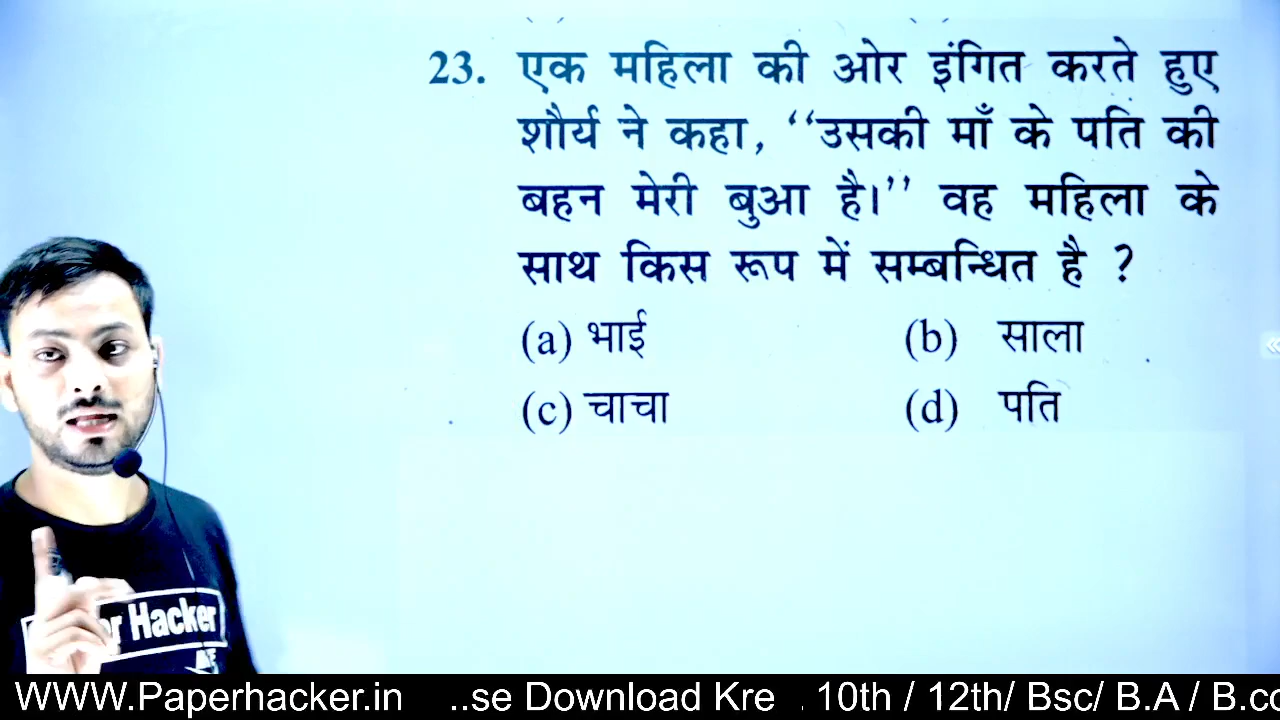 23. एक महिला की ओर इंगित करते हुए
शौर्य ने कहा, ‘‘उसकी माँ के पति की
बहन मेरी बुआ है।’’ वह महिला के
साथ किस रूप में सम्बन्धित है ?
(a) भाई (b) साला
(c) चाचा (d) पति
Hacker
WWW.Paperhacker.in ..se Download Kre . 10th / 12th/ Bsc/ B.A / B.co